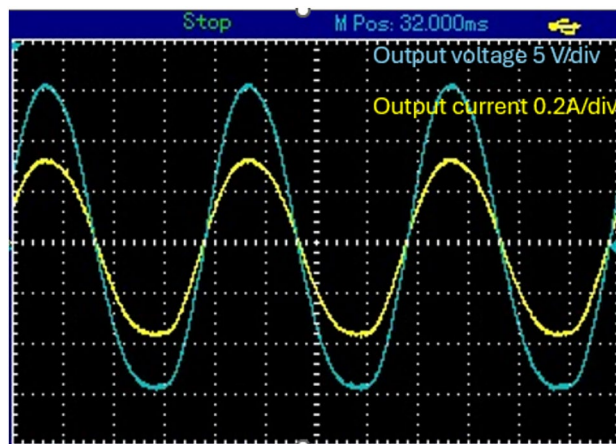 Stop M Pos: 32.000ms
Output voltage 5 V/div
Output current 0.2A/div